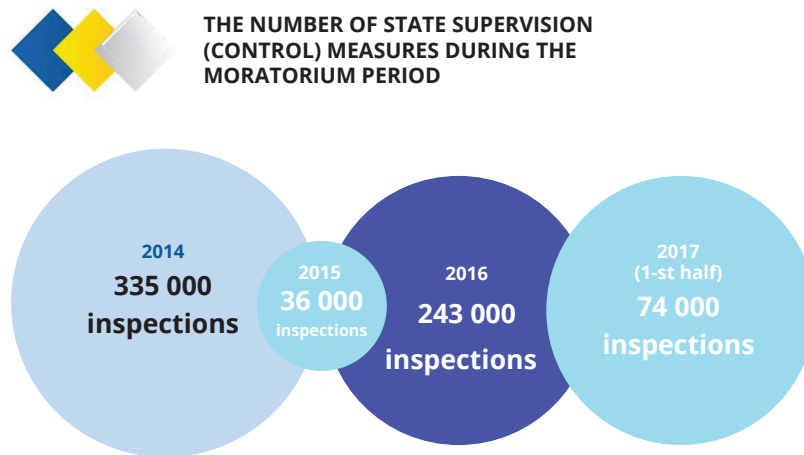 THE NUMBER OF STATE SUPERVISION
(CONTROL) MEASURES DURING THE
MORATORIUM PERIOD
2014
335 000
inspections
2015
36 000
inspections
2016
243 000
inspections
2017
(1-st half)
74 000
inspections